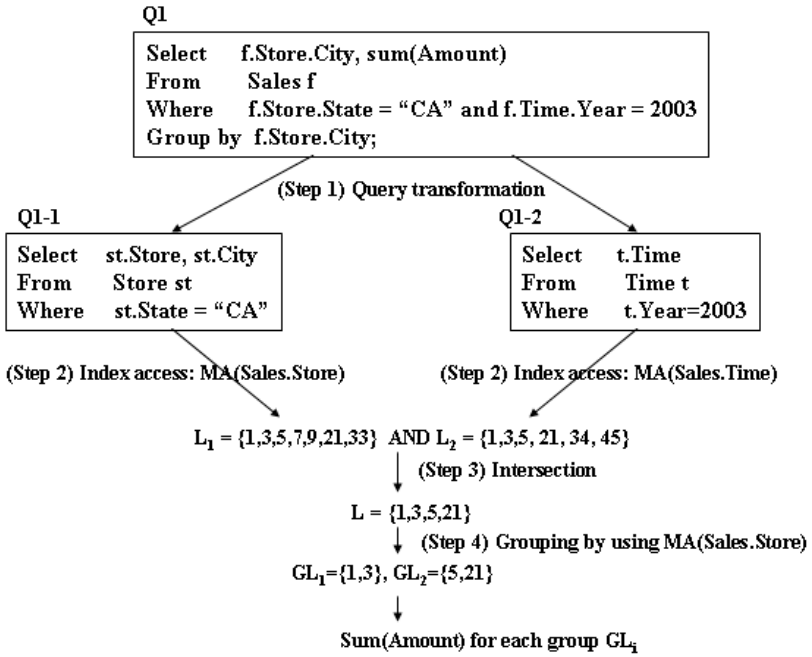 Q1
Select f.Store.City, sum(Amount)
From Sales f
Where f.Store.State = “CA” and f.Time.Year = 2003
Group by f.Store.City;
(Step 1) Query transformation
Q1-1
Q1-2
Select st.Store, st.City
From Store st
Where st.State = “CA”
Select t.Time
From Time t
Where t.Year=2003
(Step 2) Index access: MA(Sales.Store)
(Step 2) Index access: MA(Sales.Time)
L1 = {1,3,5,7,9,21,33} AND L2 = {1,3,5, 21, 34, 45}
(Step 3) Intersection
L = {1,3,5,21}
(Step 4) Grouping by using MA(Sales.Store)
GL1={1,3}, GL2={5,21}
Sum(Amount) for each group GLi